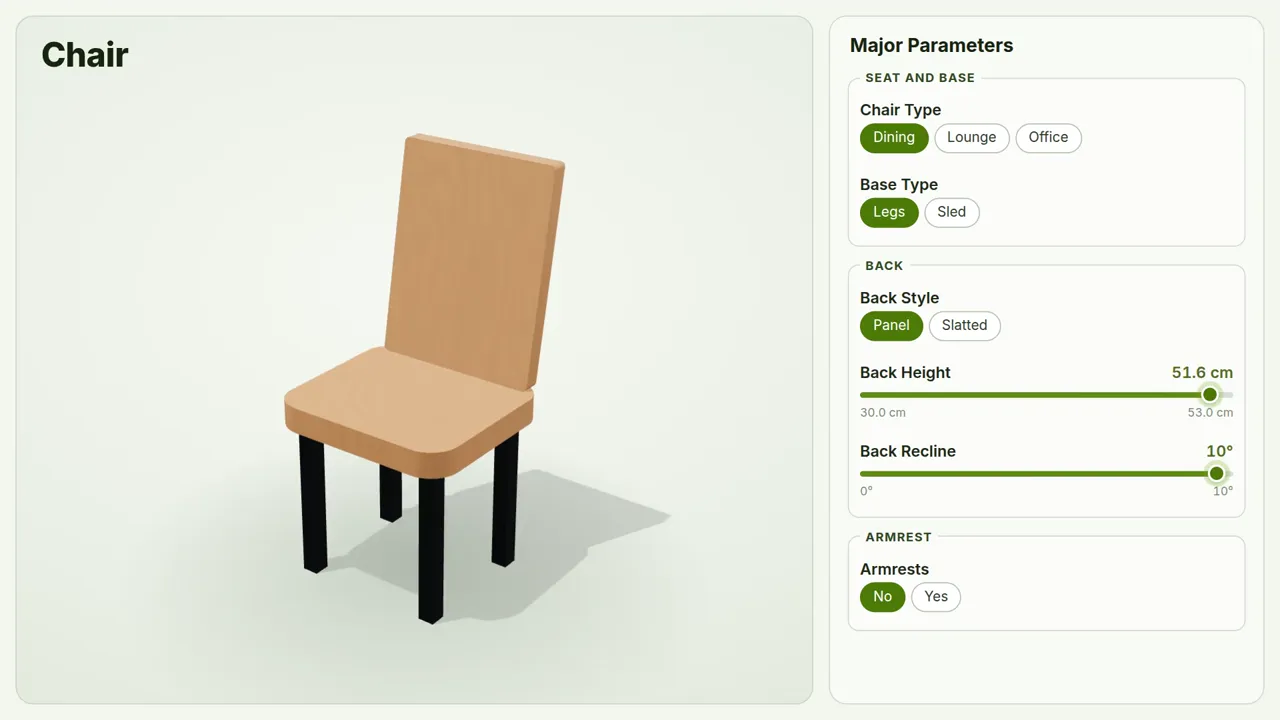 Chair
Major Parameters
SEAT AND BASE
Chair Type
Dining Lounge Office
Base Type
Legs Sled
BACK
Back Style
Panel Slatted
Back Height 51.6 cm
30.0 cm 53.0 cm
Back Recline 10°
0° 10°
ARMREST
Armrests
No Yes